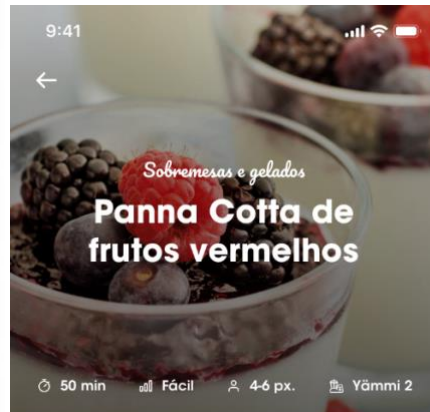 9:41
Sobremesas e gelados
Panna Cotta de
frutos vermelhos
50 min Fácil 4-6 px. Yämmi 2